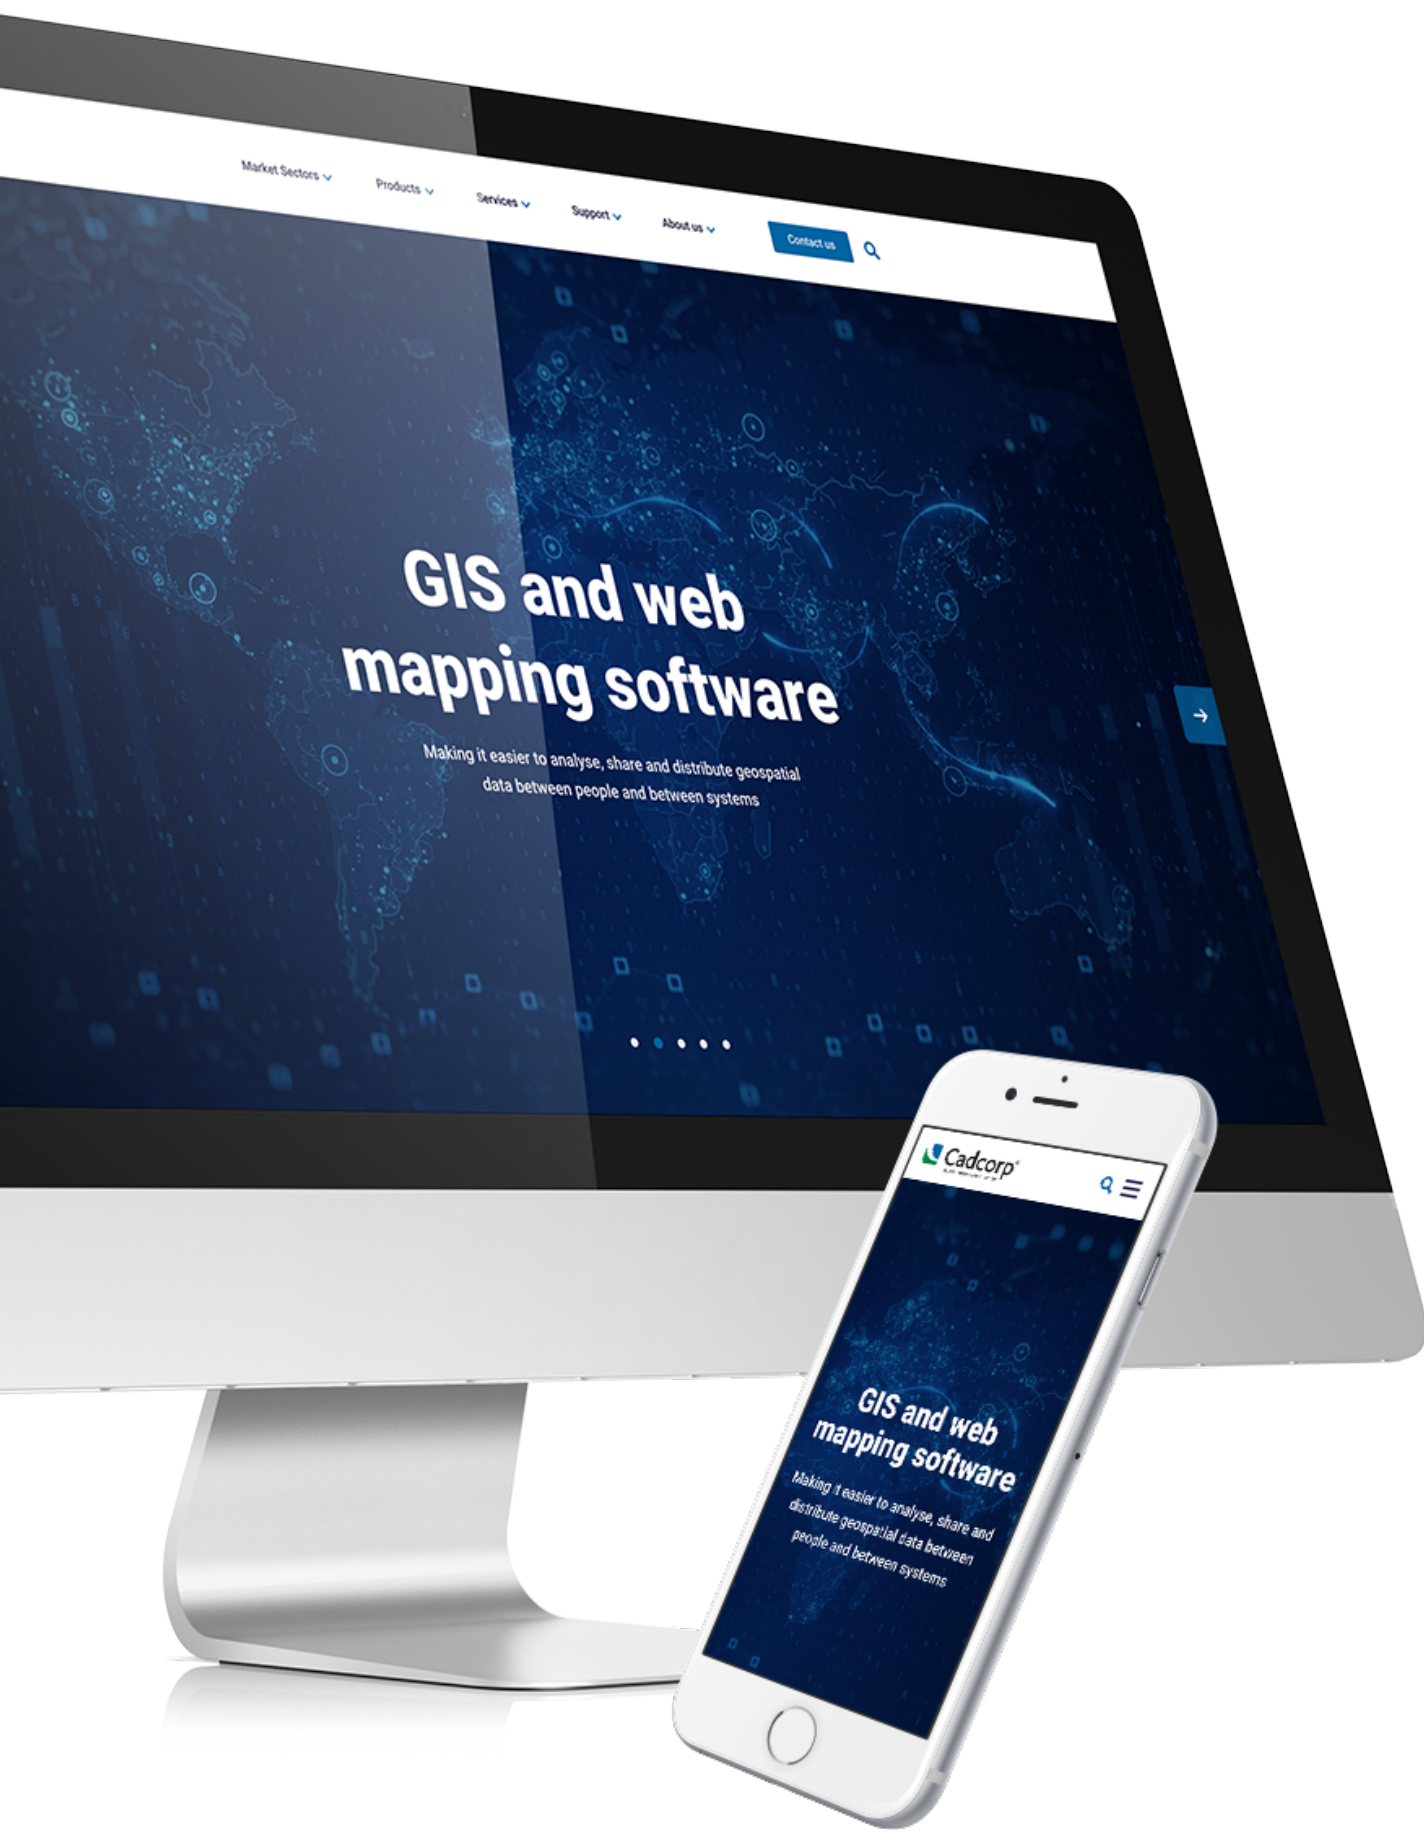 Market Sectors Products Services Support About us Contact us
GIS and web
mapping software
Making it easier to analyse, share and distribute geospatial
data between people and between systems
Cadcorp
GIS and web
mapping software
Making it easier to analyse, share and
distribute geospatial data between
people and between systems